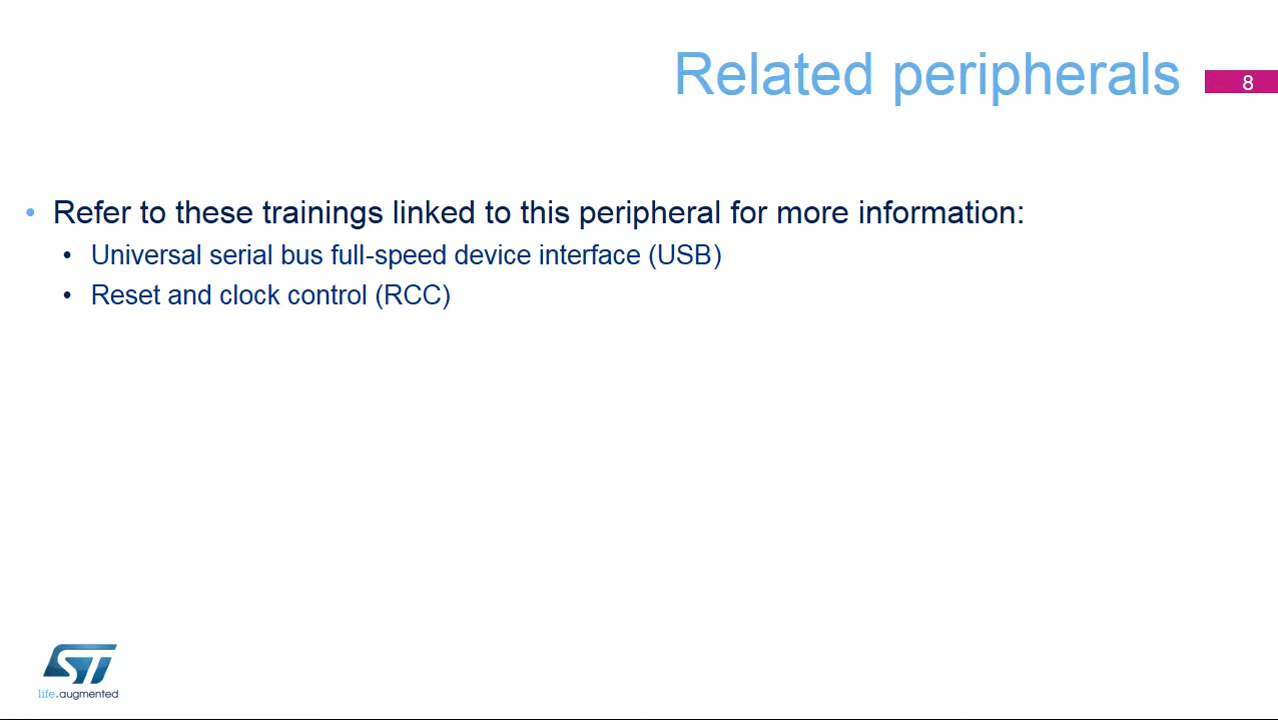 Related peripherals
8
• Refer to these trainings linked to this peripheral for more information:
• Universal serial bus full-speed device interface (USB)
• Reset and clock control (RCC)
ST
life.augmented